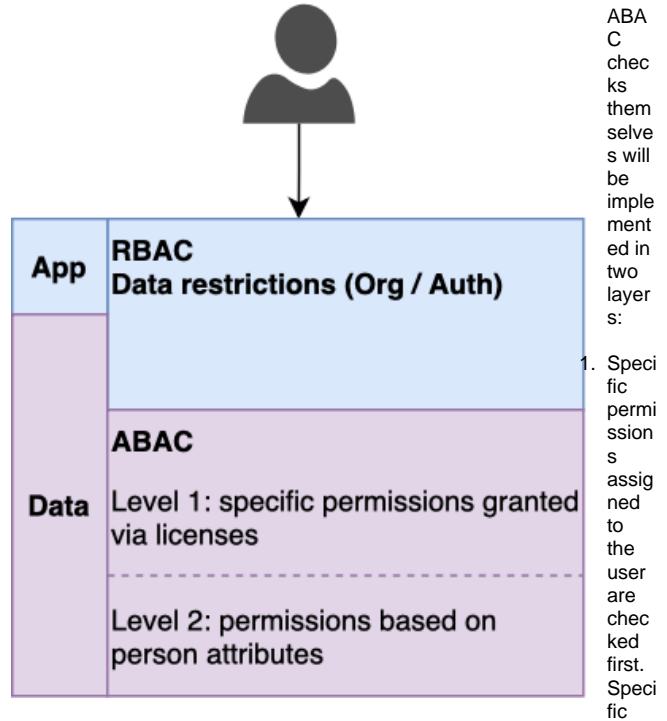 App
RBAC
Data restrictions (Org / Auth)
Data
ABAC
Level 1: specific permissions granted
via licenses
Level 2: permissions based on
person attributes
ABA
C
chec
ks
them
selve
s will
be
imple
ment
ed in
two
layer
s:
1. Speci
fic
permi
ssion
s
assig
ned
to
the
user
are
chec
ked
first.
Speci
fic